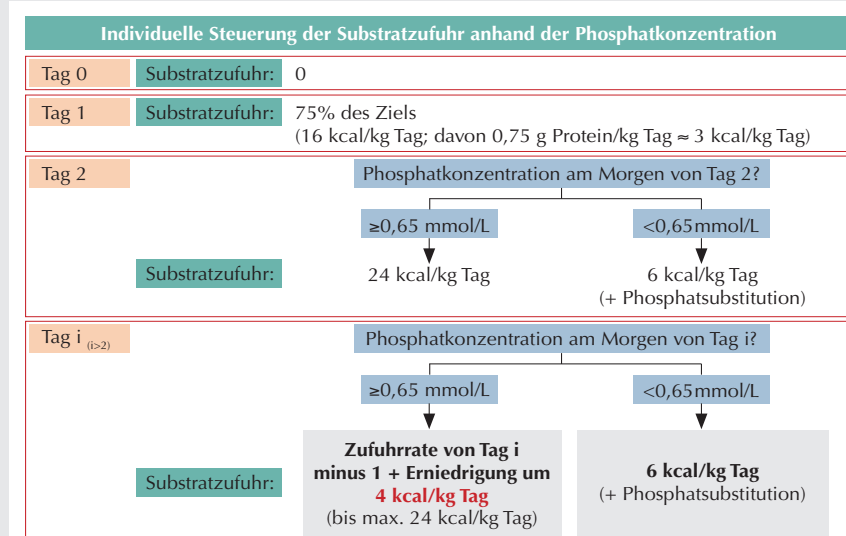 Individuelle Steuerung der Substratzufuhr anhand der Phosphatkonzentration
Tag 0 Substratzufuhr: 0
Tag 1 Substratzufuhr: 75% des Ziels
(16 kcal/kg Tag; davon 0,75 g Protein/kg Tag ≈ 3 kcal/kg Tag)
Tag 2 Phosphatkonzentration am Morgen von Tag 2?
≥0,65 mmol/L <0,65mmol/L
Substratzufuhr: 24 kcal/kg Tag 6 kcal/kg Tag
(+ Phosphatsubstitution)
Tag i (i>2) Phosphatkonzentration am Morgen von Tag i?
≥0,65 mmol/L <0,65mmol/L
Zufuhrrate von Tag i
minus 1 + Erniedrigung um
4 kcal/kg Tag
(bis max. 24 kcal/kg Tag)
Substratzufuhr:
6 kcal/kg Tag
(+ Phosphatsubstitution)